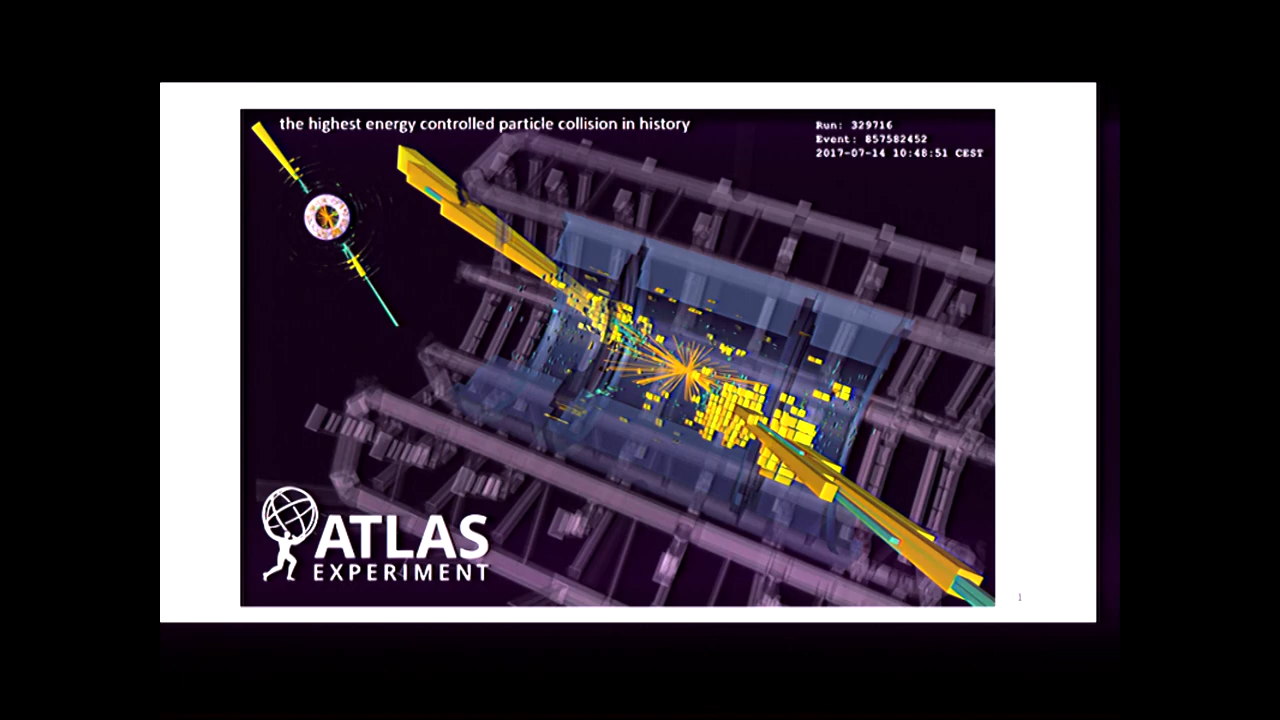 the highest energy controlled particle collision in history
Run: 329716
Event: 857582452
2017-07-14 10:48:51 CEST
ATLAS
EXPERIMENT
1